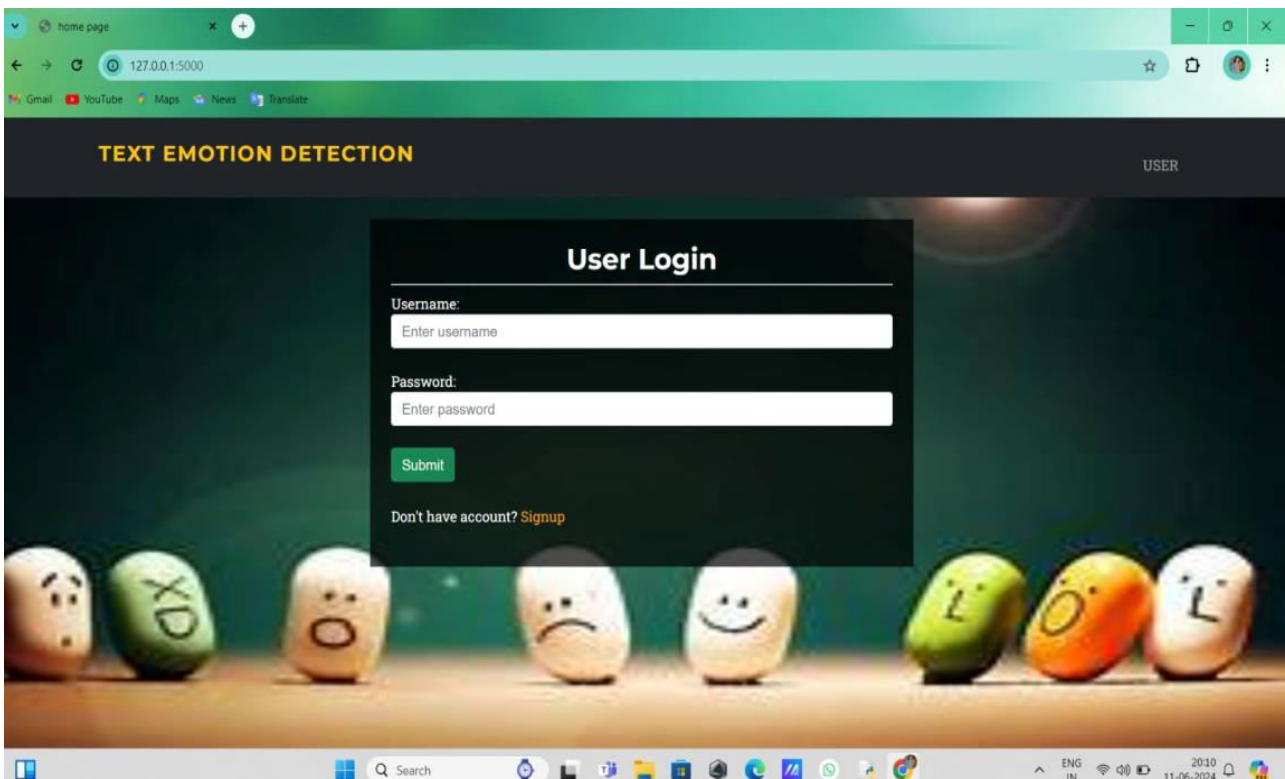 home page
127.0.0.1:5000
Gmail YouTube Maps News Translate
TEXT EMOTION DETECTION
USER
User Login
Username:
Enter username
Password:
Enter password
Submit
Don't have account? Signup
Search
ENG
IN
20:10
11-06-2024